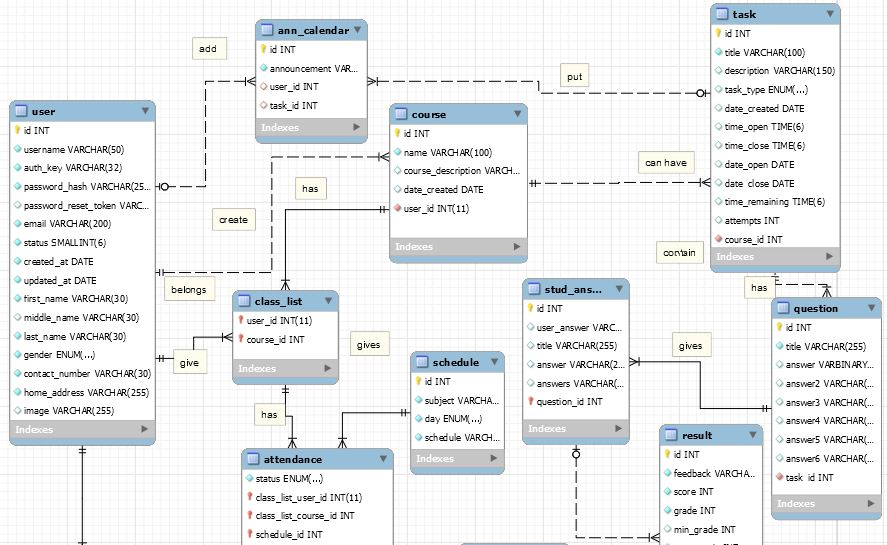 ann_calendar
id INT
announcement VAR...
user_id INT
task_id INT
Indexes
add
put
task
id INT
title VARCHAR(100)
description VARCHAR(150)
task_type ENUM(...)
date_created DATE
time_open TIME(6)
time_close TIME(6)
date_open DATE
date_close DATE
time_remaining TIME(6)
attempts INT
course_id INT
Indexes
user
id INT
username VARCHAR(50)
auth_key VARCHAR(32)
password_hash VARCHAR(25...
password_reset_token VARC...
email VARCHAR(200)
status SMALLINT(6)
created_at DATE
updated_at DATE
first_name VARCHAR(30)
middle_name VARCHAR(30)
last_name VARCHAR(30)
gender ENUM(...)
contact_number VARCHAR(30)
home_address VARCHAR(255)
image VARCHAR(255)
Indexes
course
id INT
name VARCHAR(100)
course_description VARCH...
date_created DATE
user_id INT(11)
Indexes
can have
has
create
contain
belongs
has
class_list
user_id INT(11)
course_id INT
Indexes
give
gives
has
schedule
id INT
subject VARCHA...
day ENUM(...)
schedule VARCH...
Indexes
stud_ans...
id INT
user_answer VARC...
title VARCHAR(255)
answer VARCHAR(2...
answers VARCHAR(...
question_id INT
Indexes
gives
question
id INT
title VARCHAR(255)
answer VARBINARY...
answer2 VARCHAR(...
answer3 VARCHAR(...
answer4 VARCHAR(...
answer5 VARCHAR(...
answer6 VARCHAR(...
task_id INT
Indexes
attendance
status ENUM(...)
class_list_user_id INT(11)
class_list_course_id INT
schedule_id INT
result
id INT
feedback VARCHA...
score INT
grade INT
min_grade INT